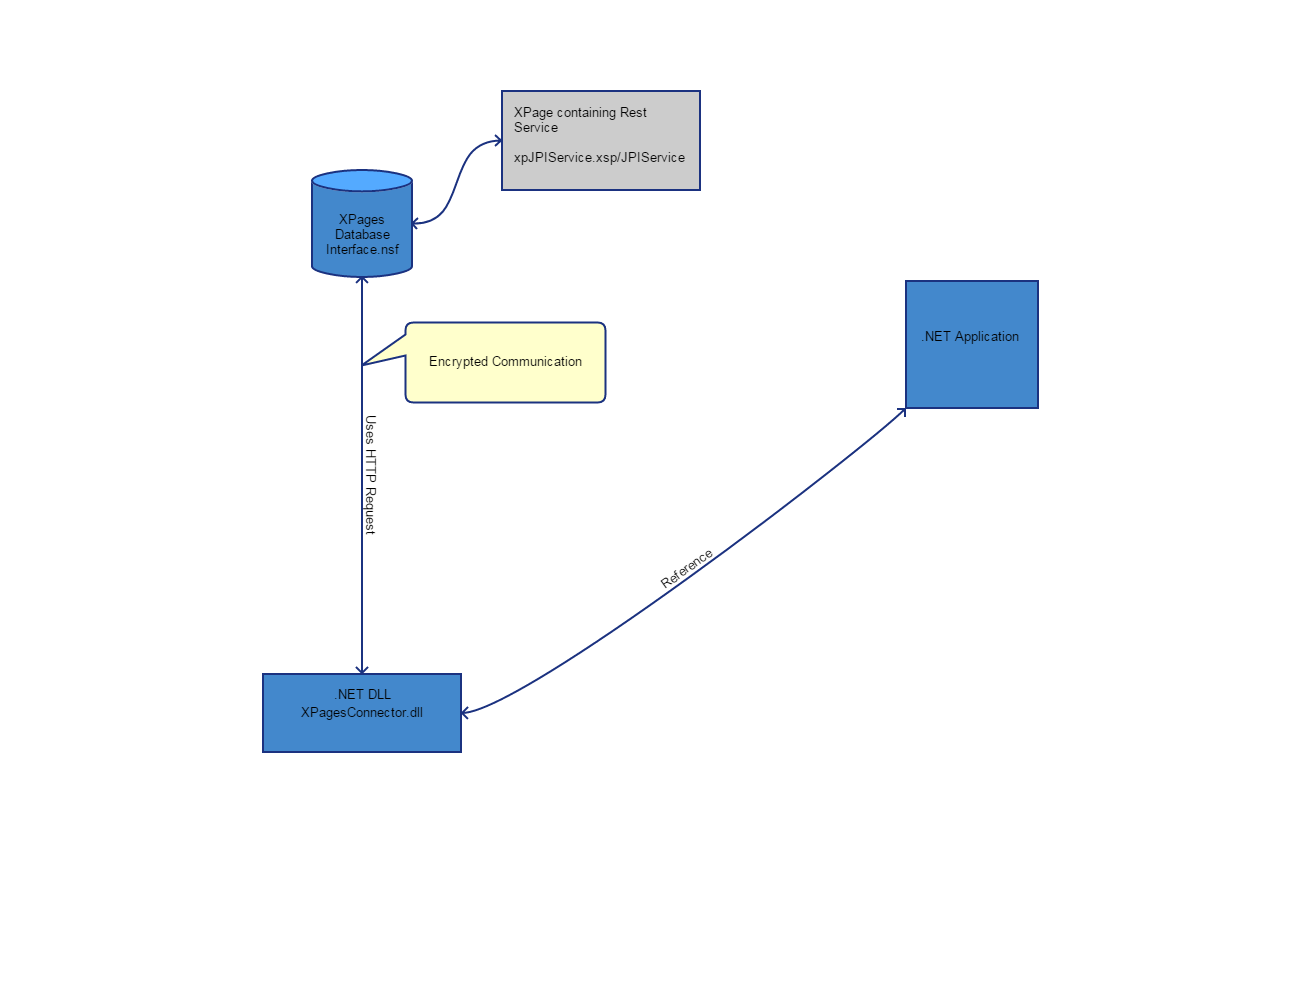 XPage containing Rest
Service
xpJPIService.xsp/JPIService
XPages
Database
Interface.nsf
.NET Application
Encrypted Communication
Uses HTTP Request
Reference
.NET DLL
XPagesConnector.dll